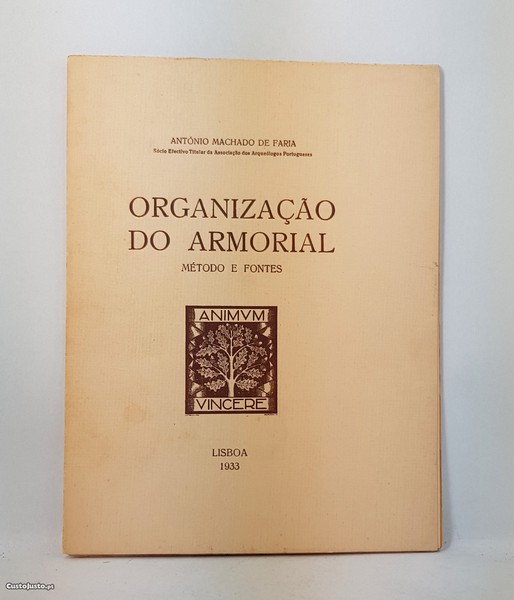 ANTÓNIO MACHADO DE FARIA
Sócio Efectivo Titular da Associação dos Arqueólogos Portugueses
ORGANIZAÇÃO
DO ARMORIAL
MÉTODO E FONTES
ANIMVM
VINCERE
LISBOA
1933
CustoJusto.pt